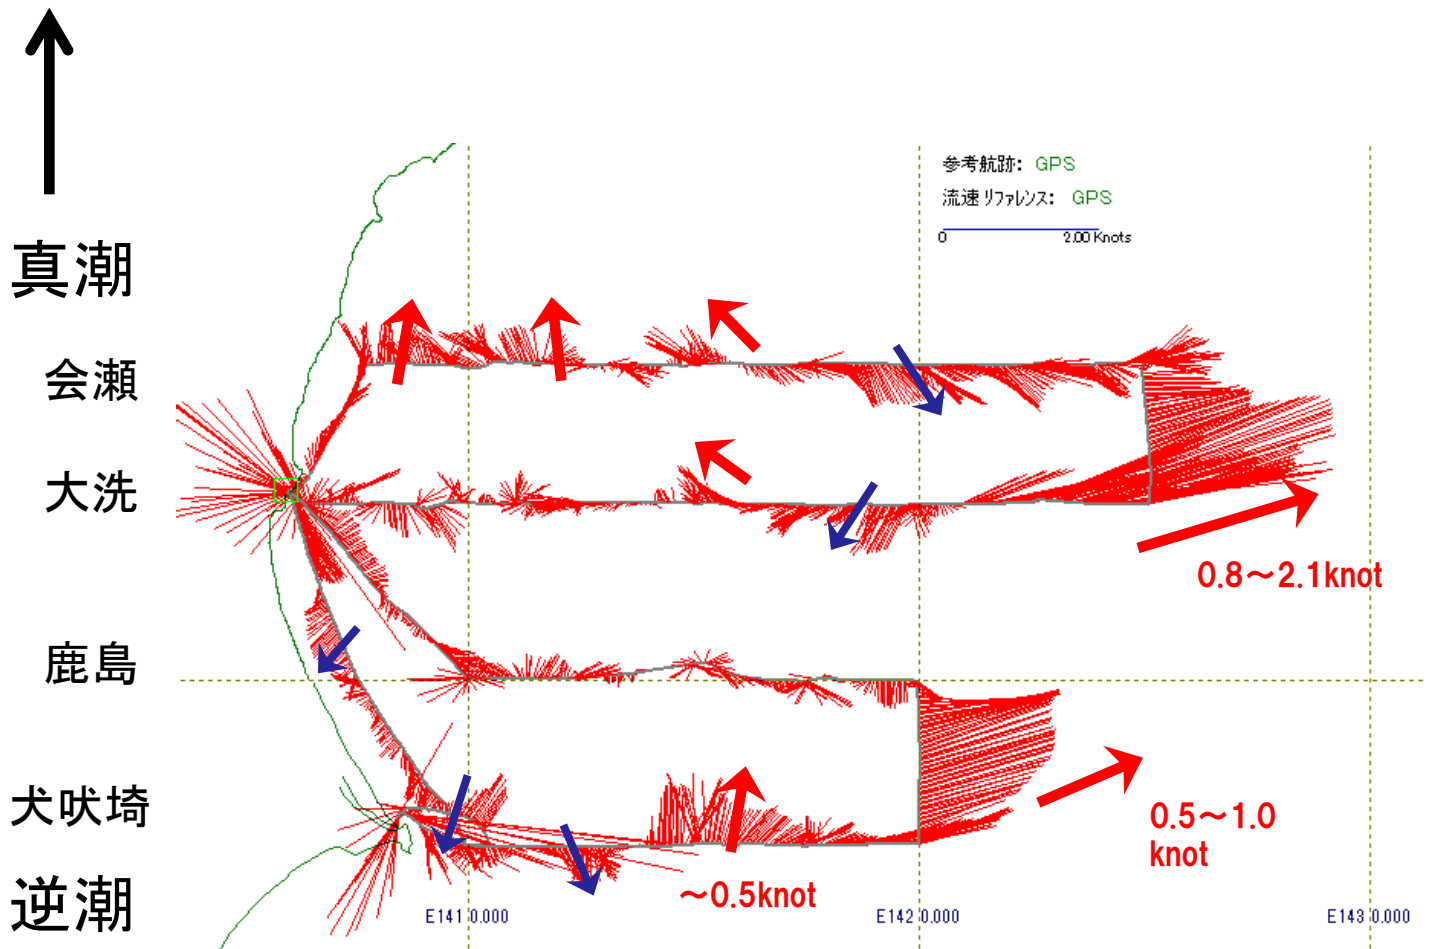 参考航跡: GPS
流速リファレンス: GPS
0 2.00 Knots
真潮
会瀬
大洗
0.8～2.1knot
鹿島
犬吠埼
0.5～1.0
knot
逆潮
～0.5knot
E141 0.000 E142 0.000 E143 0.000